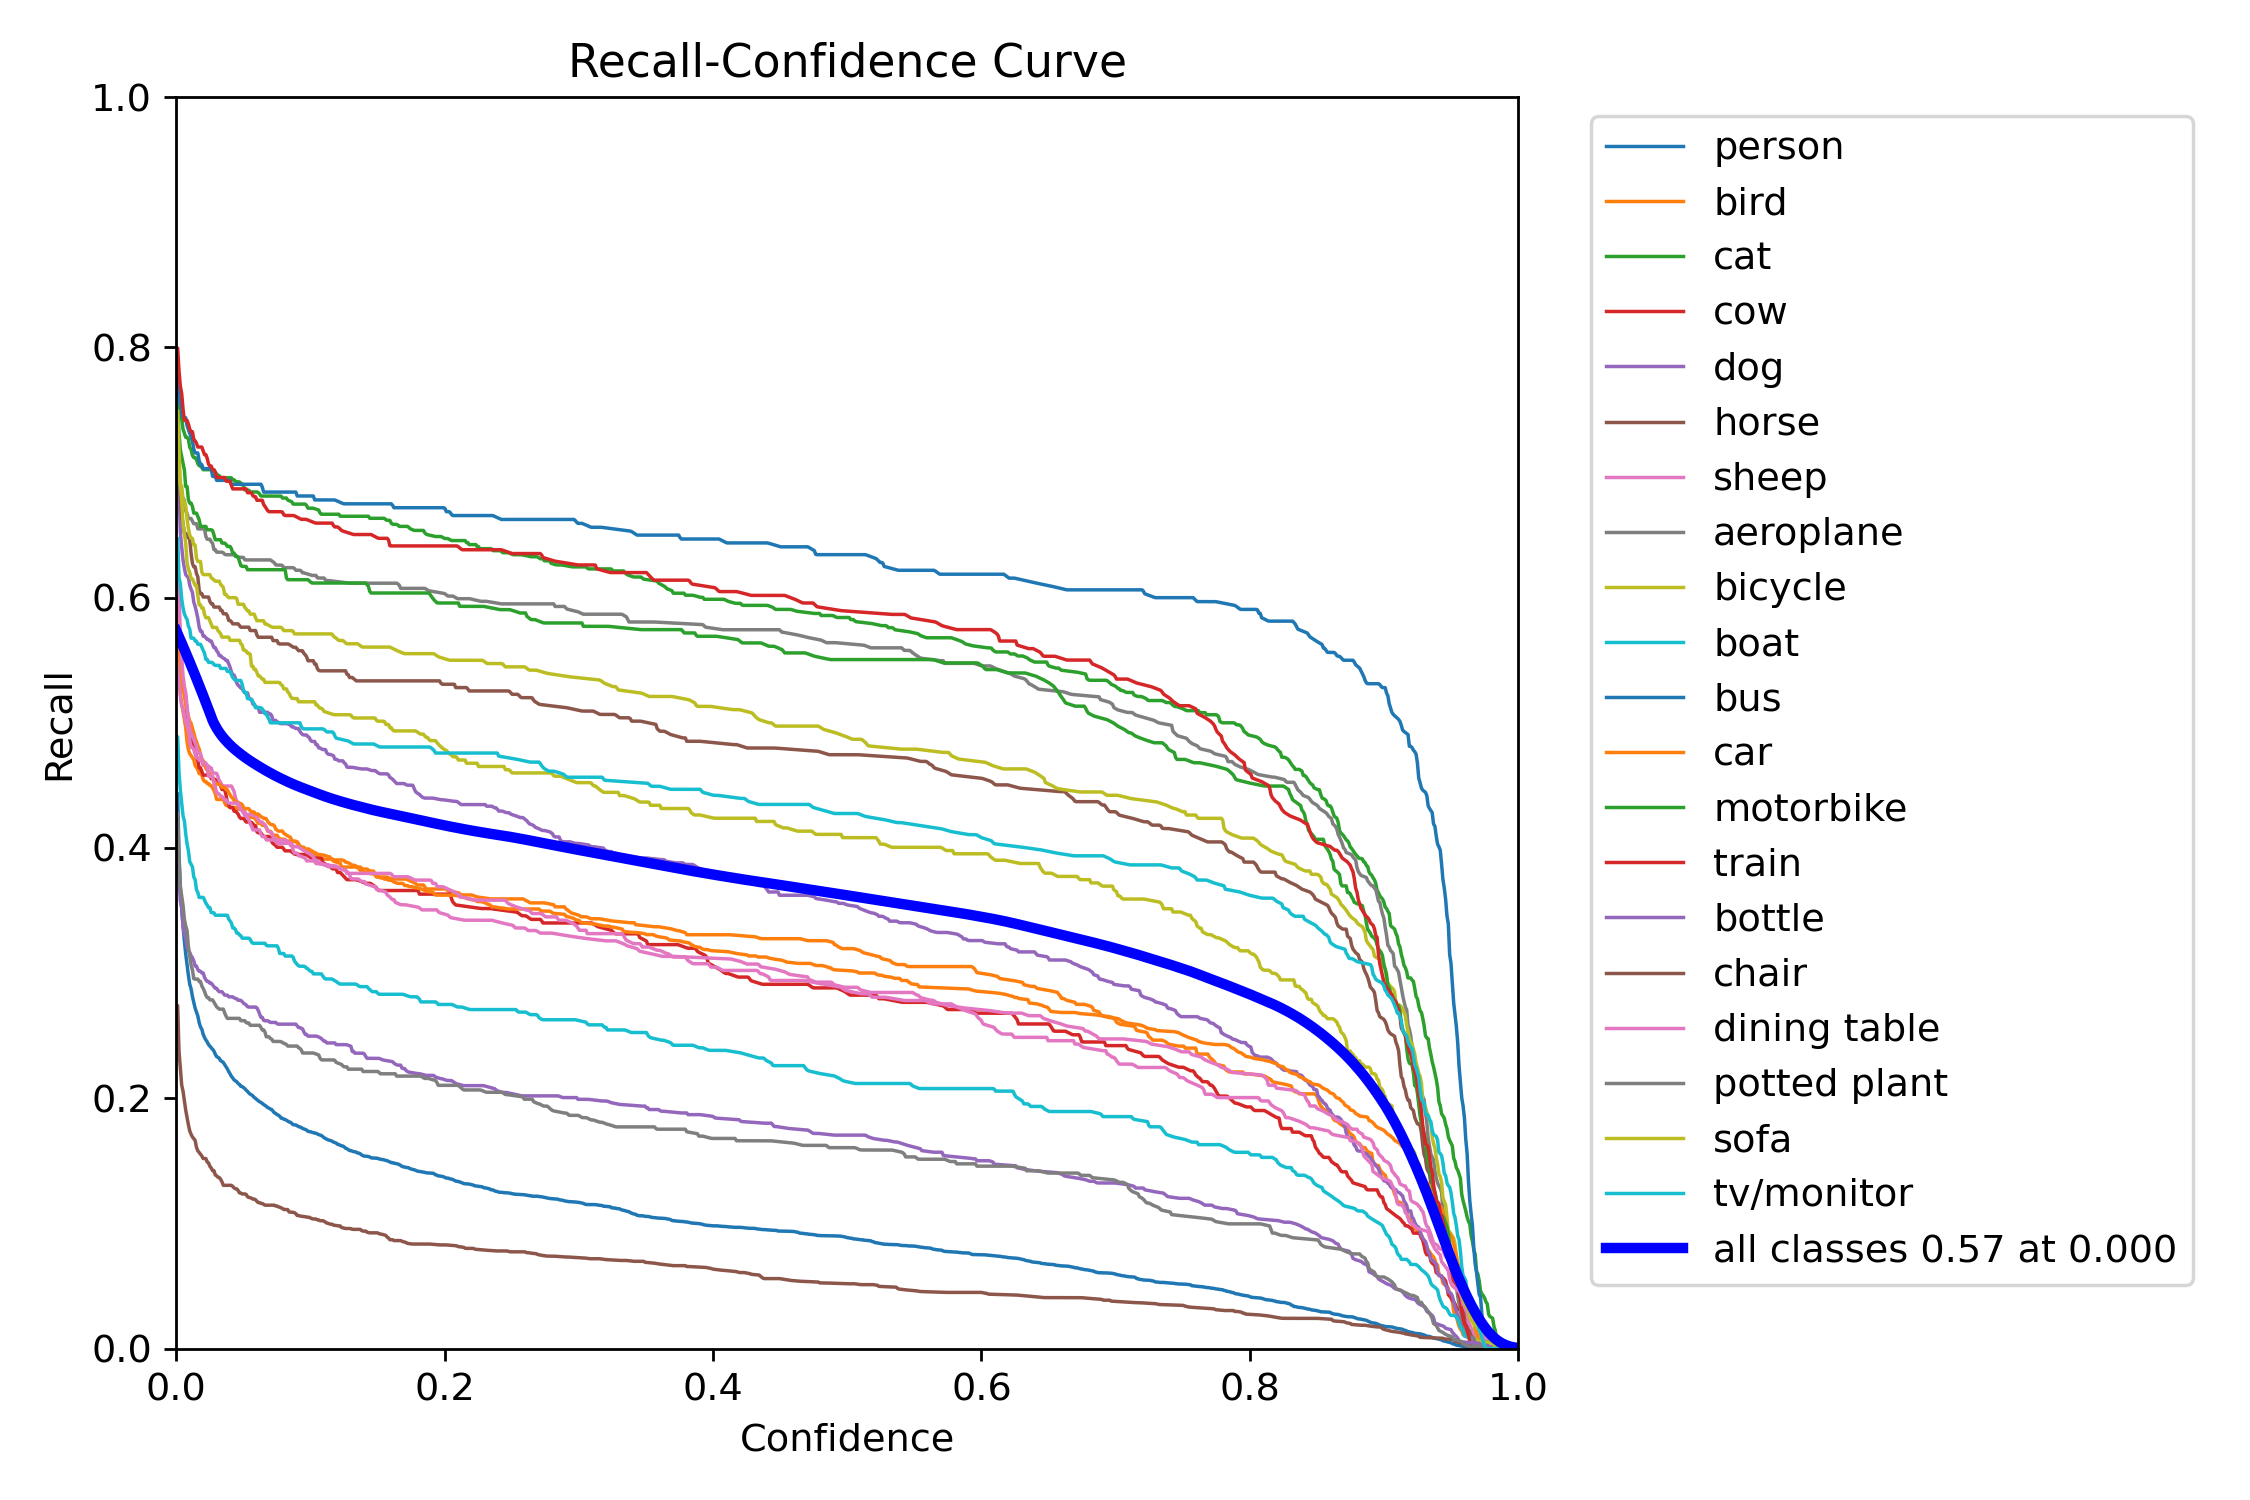 Recall-Confidence Curve
1.0
0.8
0.6
0.4
0.2
0.0
Recall
0.0 0.2 0.4 0.6 0.8 1.0
Confidence
person
bird
cat
cow
dog
horse
sheep
aeroplane
bicycle
boat
bus
car
motorbike
train
bottle
chair
dining table
potted plant
sofa
tv/monitor
all classes 0.57 at 0.000